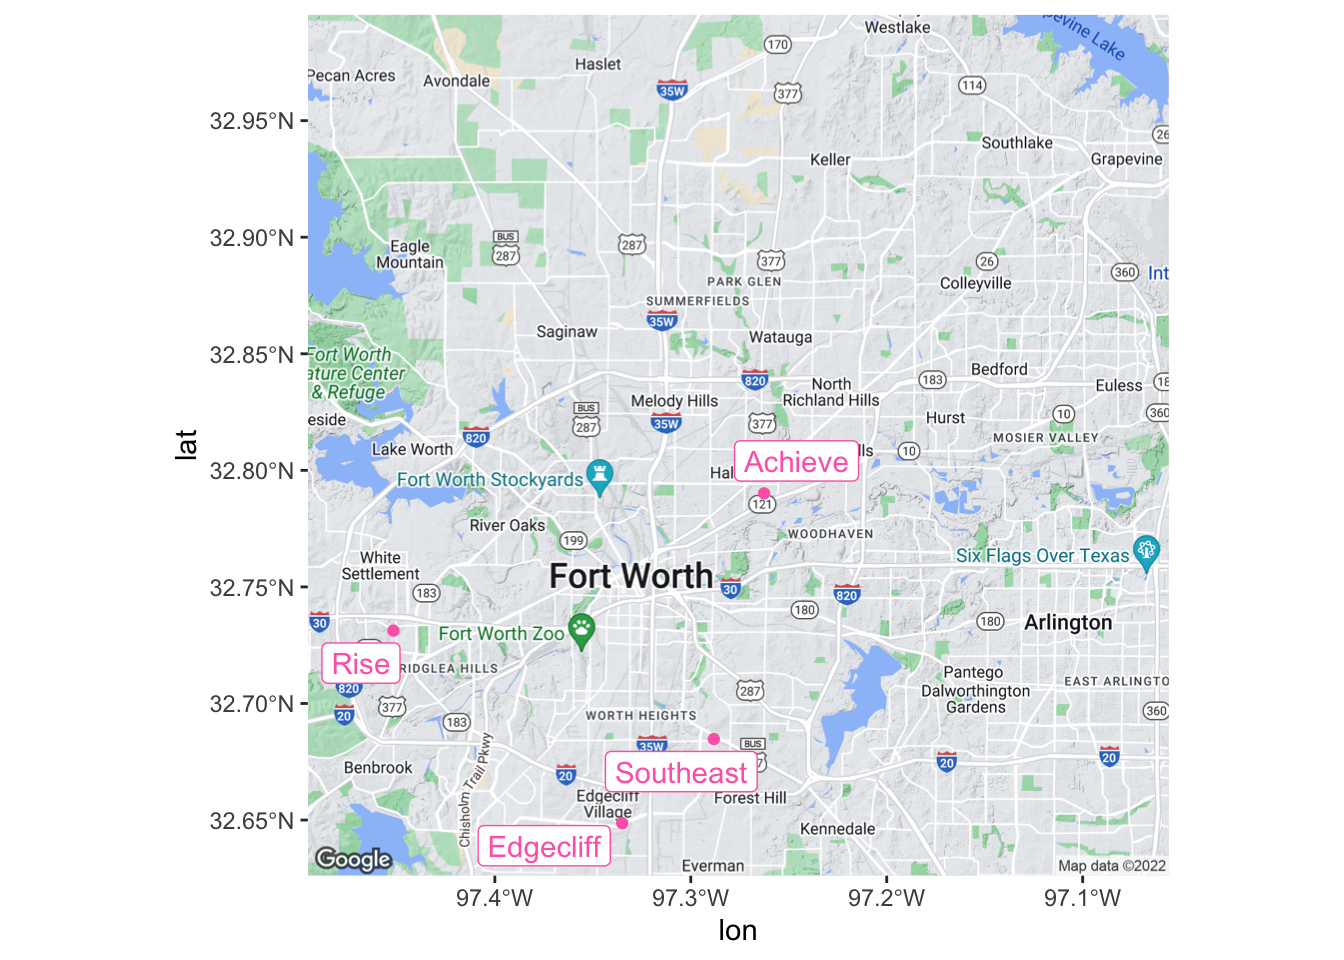 Westlake
Grapevine Lake
170
Haslet
Pecan Acres
Avondale
35W
377
114
32.95°N
Southlake
26
Keller
Grapevine
32.90°N
BUS
287
287
Eagle
Mountain
377
26
360
Int
PARK GLEN
Colleyville
SUMMERFIELDS
35W
Saginaw
Watauga
32.85°N
Fort Worth
ature Center
& Refuge
Bedford
820
183
North
Richland Hills
Euless
18
Melody Hills
BUS
287
35W
377
Hurst
10
360
eside
820
MOSIER VALLEY
Lake Worth
10
lls
Achieve
32.80°N
Hal
Fort Worth Stockyards
121
River Oaks
WOODHAVEN
199
Six Flags Over Texas
White
Settlement
Fort Worth
32.75°N
30
820
183
180
180
Arlington
30
Fort Worth Zoo
Rise
RIDGLEA HILLS
Pantego
820
287
Dalworthington
Gardens
EAST ARLINGTO
32.70°N
377
20
183
360
WORTH HEIGHTS
lat
35W
BUS
Southeast
20
20
Benbrook
20
Chisholm Trail Pkwy
Edgecliff
Village
Forest Hill
32.65°N
Kennedale
Edgecliff
Everman
Google
Map data ©2022
97.4°W
97.3°W
97.2°W
97.1°W
lon